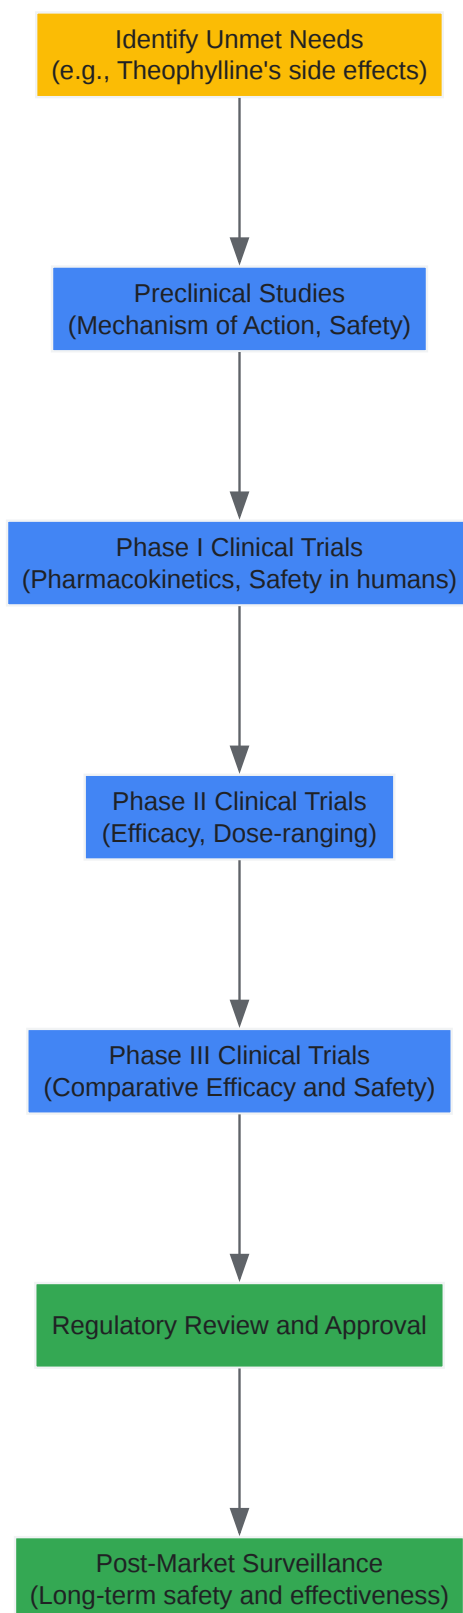 Identify Unmet Needs
(e.g., Theophylline's side effects)
Preclinical Studies
(Mechanism of Action, Safety)
Phase I Clinical Trials
(Pharmacokinetics, Safety in humans)
Phase II Clinical Trials
(Efficacy, Dose-ranging)
Phase III Clinical Trials
(Comparative Efficacy and Safety)
Regulatory Review and Approval
Post-Market Surveillance
(Long-term safety and effectiveness)